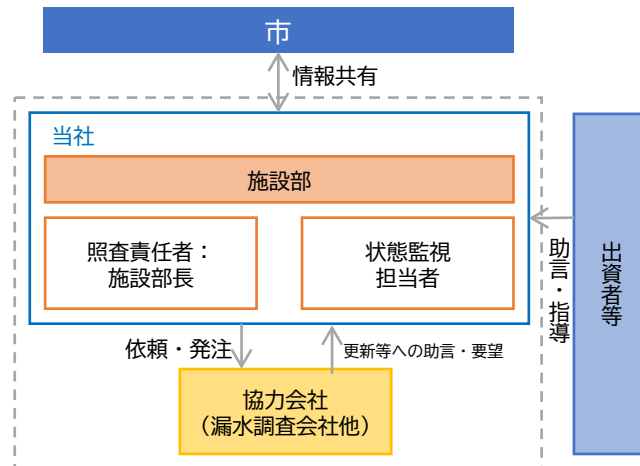 市
情報共有
当社
施設部
照査責任者：
施設部長
状態監視
担当者
助言・指導
出資者等
依頼・発注
更新等への助言・要望
協力会社
（漏水調査会社他）